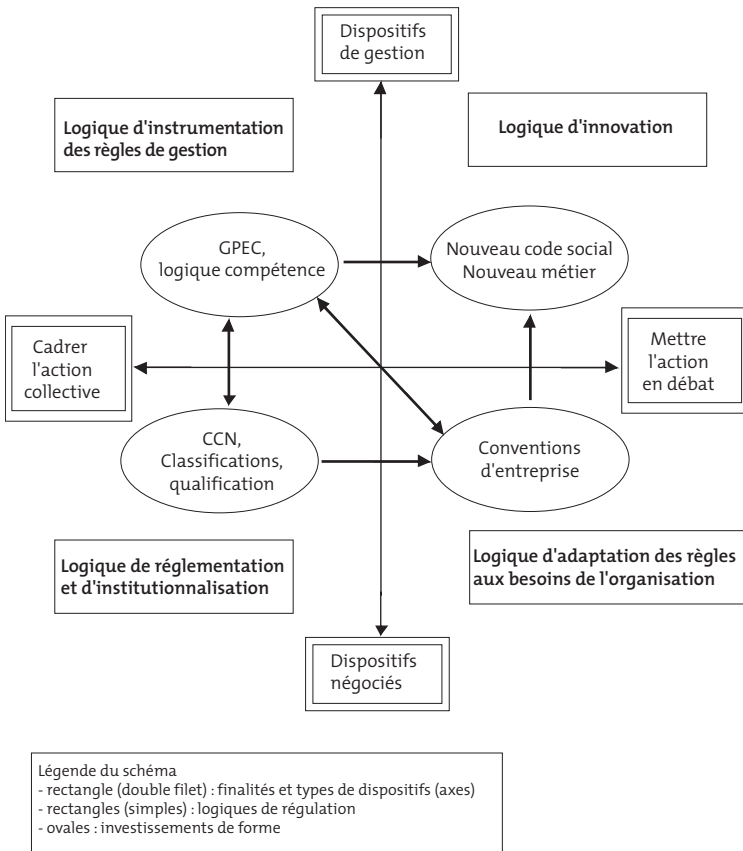 Dispositifs
de gestion
Logique d'instrumentation
des règles de gestion
Logique d'innovation
GPEC,
logique compétence
Nouveau code social
Nouveau métier
Cadrer
l'action
collective
Mettre
l'action
en débat
CCN,
Classifications,
qualification
Conventions
d'entreprise
Logique de réglementation
et d'institutionnalisation
Logique d'adaptation des règles
aux besoins de l'organisation
Dispositifs
négociés
Légende du schéma
- rectangle (double filet) : finalités et types de dispositifs (axes)
- rectangles (simples) : logiques de régulation
- ovales : investissements de forme